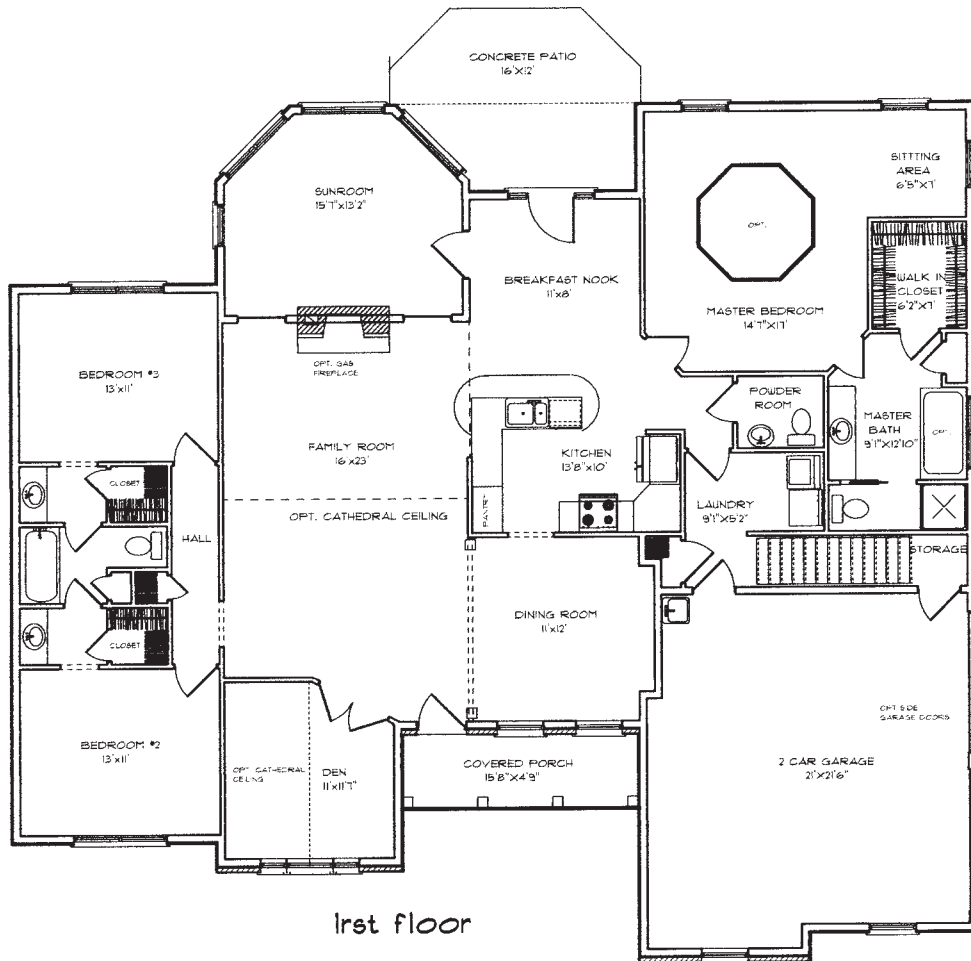 CONCRETE PATIO
16'X12'
SITTTING
AREA
6'5"X7'
SUNROOM
15'7"X13'2"
OPT.
BREAKFAST NOOK
11'X8'
WALK IN
CLOSET
6'2"X7'
MASTER BEDROOM
14'7"X17'
OPT. GAS
FIREPLACE
BEDROOM #3
13'X11'
POWDER
ROOM
MASTER
BATH
9'1"X12'10"
OPT.
FAMILY ROOM
16'X23'
KITCHEN
13'8"X10'
CLOSET
PANTRY
LAUNDRY
9'1"X5'2"
OPT. CATHEDRAL CEILING
HALL
STORAGE
DINING ROOM
11'X12'
CLOSET
OPT SIDE
GARAGE DOORS
BEDROOM #2
13'X11'
OPT CATHEDRAL
CEILING
DEN
11'X11'7"
COVERED PORCH
15'8"X4'9"
2 CAR GARAGE
21'X21'6"
1rst floor